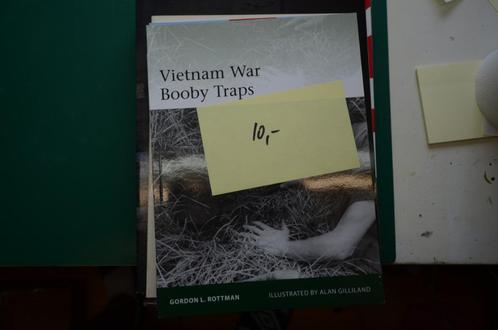 Vietnam War
Booby Traps
10,-
GORDON L. ROTTMAN
ILLUSTRATED BY ALAN GILLILAND